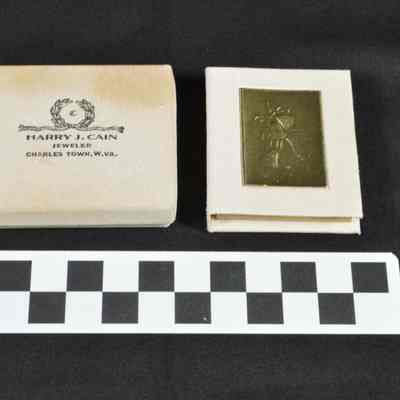 C
HARRY J. CAIN
JEWELER
CHARLES TOWN, W.VA.